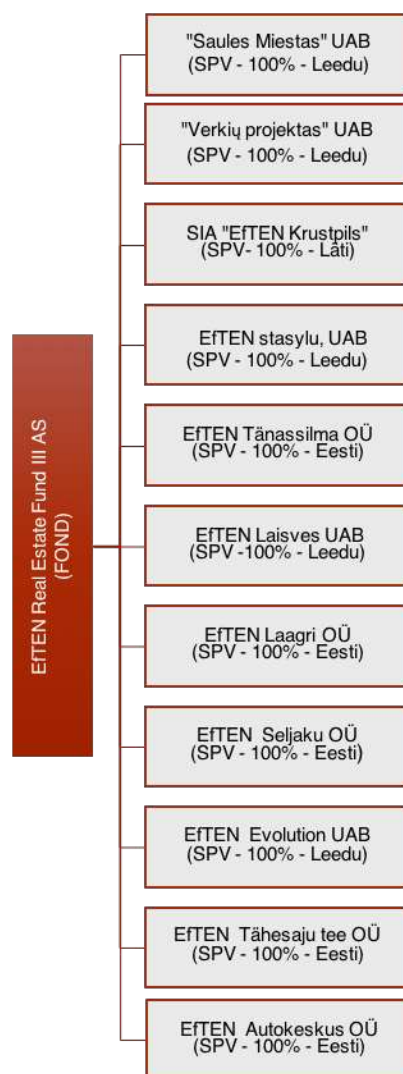 EfTEN Real Estate Fund III AS
(FOND)
"Saules Miestas" UAB
(SPV - 100% - Leedu)
"Verkių projektas" UAB
(SPV - 100% - Leedu)
SIA "EfTEN Krustpils"
(SPV- 100% - Läti)
EfTEN stasylu, UAB
(SPV - 100% - Leedu)
EfTEN Tänassilma OÜ
(SPV - 100% - Eesti)
EfTEN Laisves UAB
(SPV -100% - Leedu)
EfTEN Laagri OÜ
(SPV - 100% - Eesti)
EfTEN Seljaku OÜ
(SPV - 100% - Eesti)
EfTEN Evolution UAB
(SPV - 100% - Leedu)
EfTEN Tähesaju tee OÜ
(SPV - 100% - Eesti)
EfTEN Autokeskus OÜ
(SPV - 100% - Eesti)